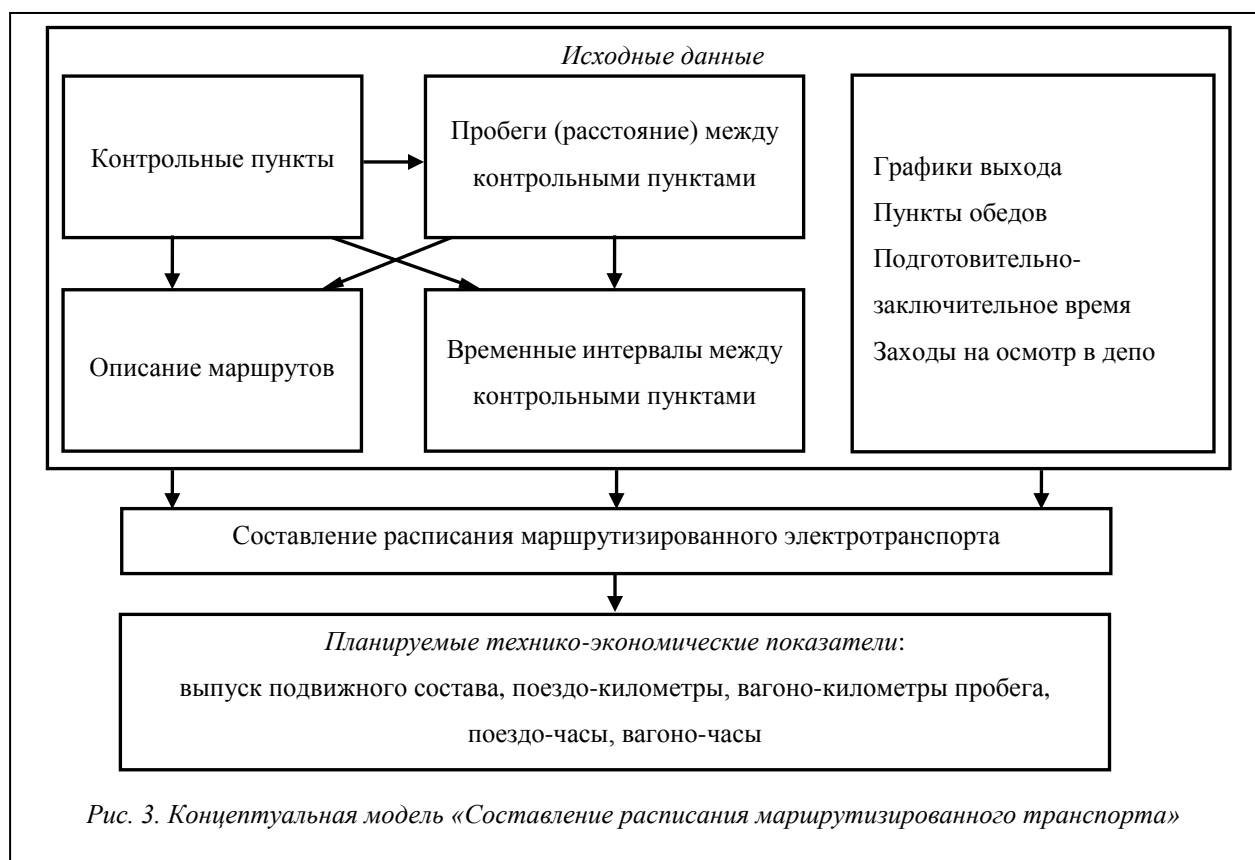 Исходные данные
Контрольные пункты
Пробеги (расстояние) между
контрольными пунктами
Графики выхода
Пункты обедов
Подготовительно-
заключительное время
Заходы на осмотр в депо
Описание маршрутов
Временные интервалы между
контрольными пунктами
Составление расписания маршрутизированного электротранспорта
Планируемые технико-экономические показатели:
выпуск подвижного состава, поездо-километры, вагоно-километры пробега,
поездо-часы, вагоно-часы
Рис. 3. Концептуальная модель «Составление расписания маршрутизированного транспорта»